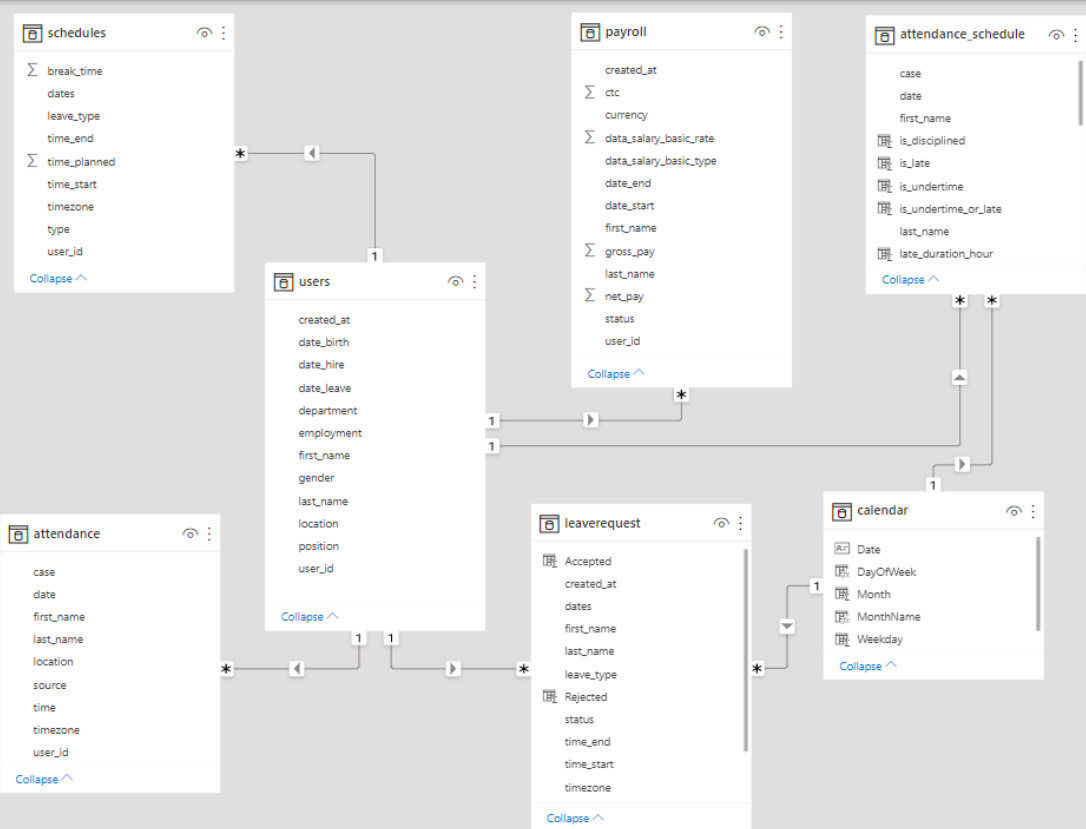 schedules
break_time
dates
leave_type
time_end
time_planned
time_start
timezone
type
user_id
Collapse
payroll
created_at
ctc
currency
data_salary_basic_rate
data_salary_basic_type
date_end
date_start
first_name
gross_pay
last_name
net_pay
status
user_id
Collapse
attendance_schedule
case
date
first_name
is_disciplined
is_late
is_undertime
is_undertime_or_late
last_name
late_duration_hour
Collapse
*
1
users
created_at
date_birth
date_hire
date_leave
department
employment
first_name
gender
last_name
location
position
user_id
Collapse
1
*
1
*
*
1
attendance
case
date
first_name
last_name
location
source
time
timezone
user_id
Collapse
1
*
1
*
leaverequest
Accepted
created_at
dates
first_name
last_name
leave_type
Rejected
status
time_end
time_start
timezone
Collapse
1
*
calendar
Date
DayOfWeek
Month
MonthName
Weekday
Collapse